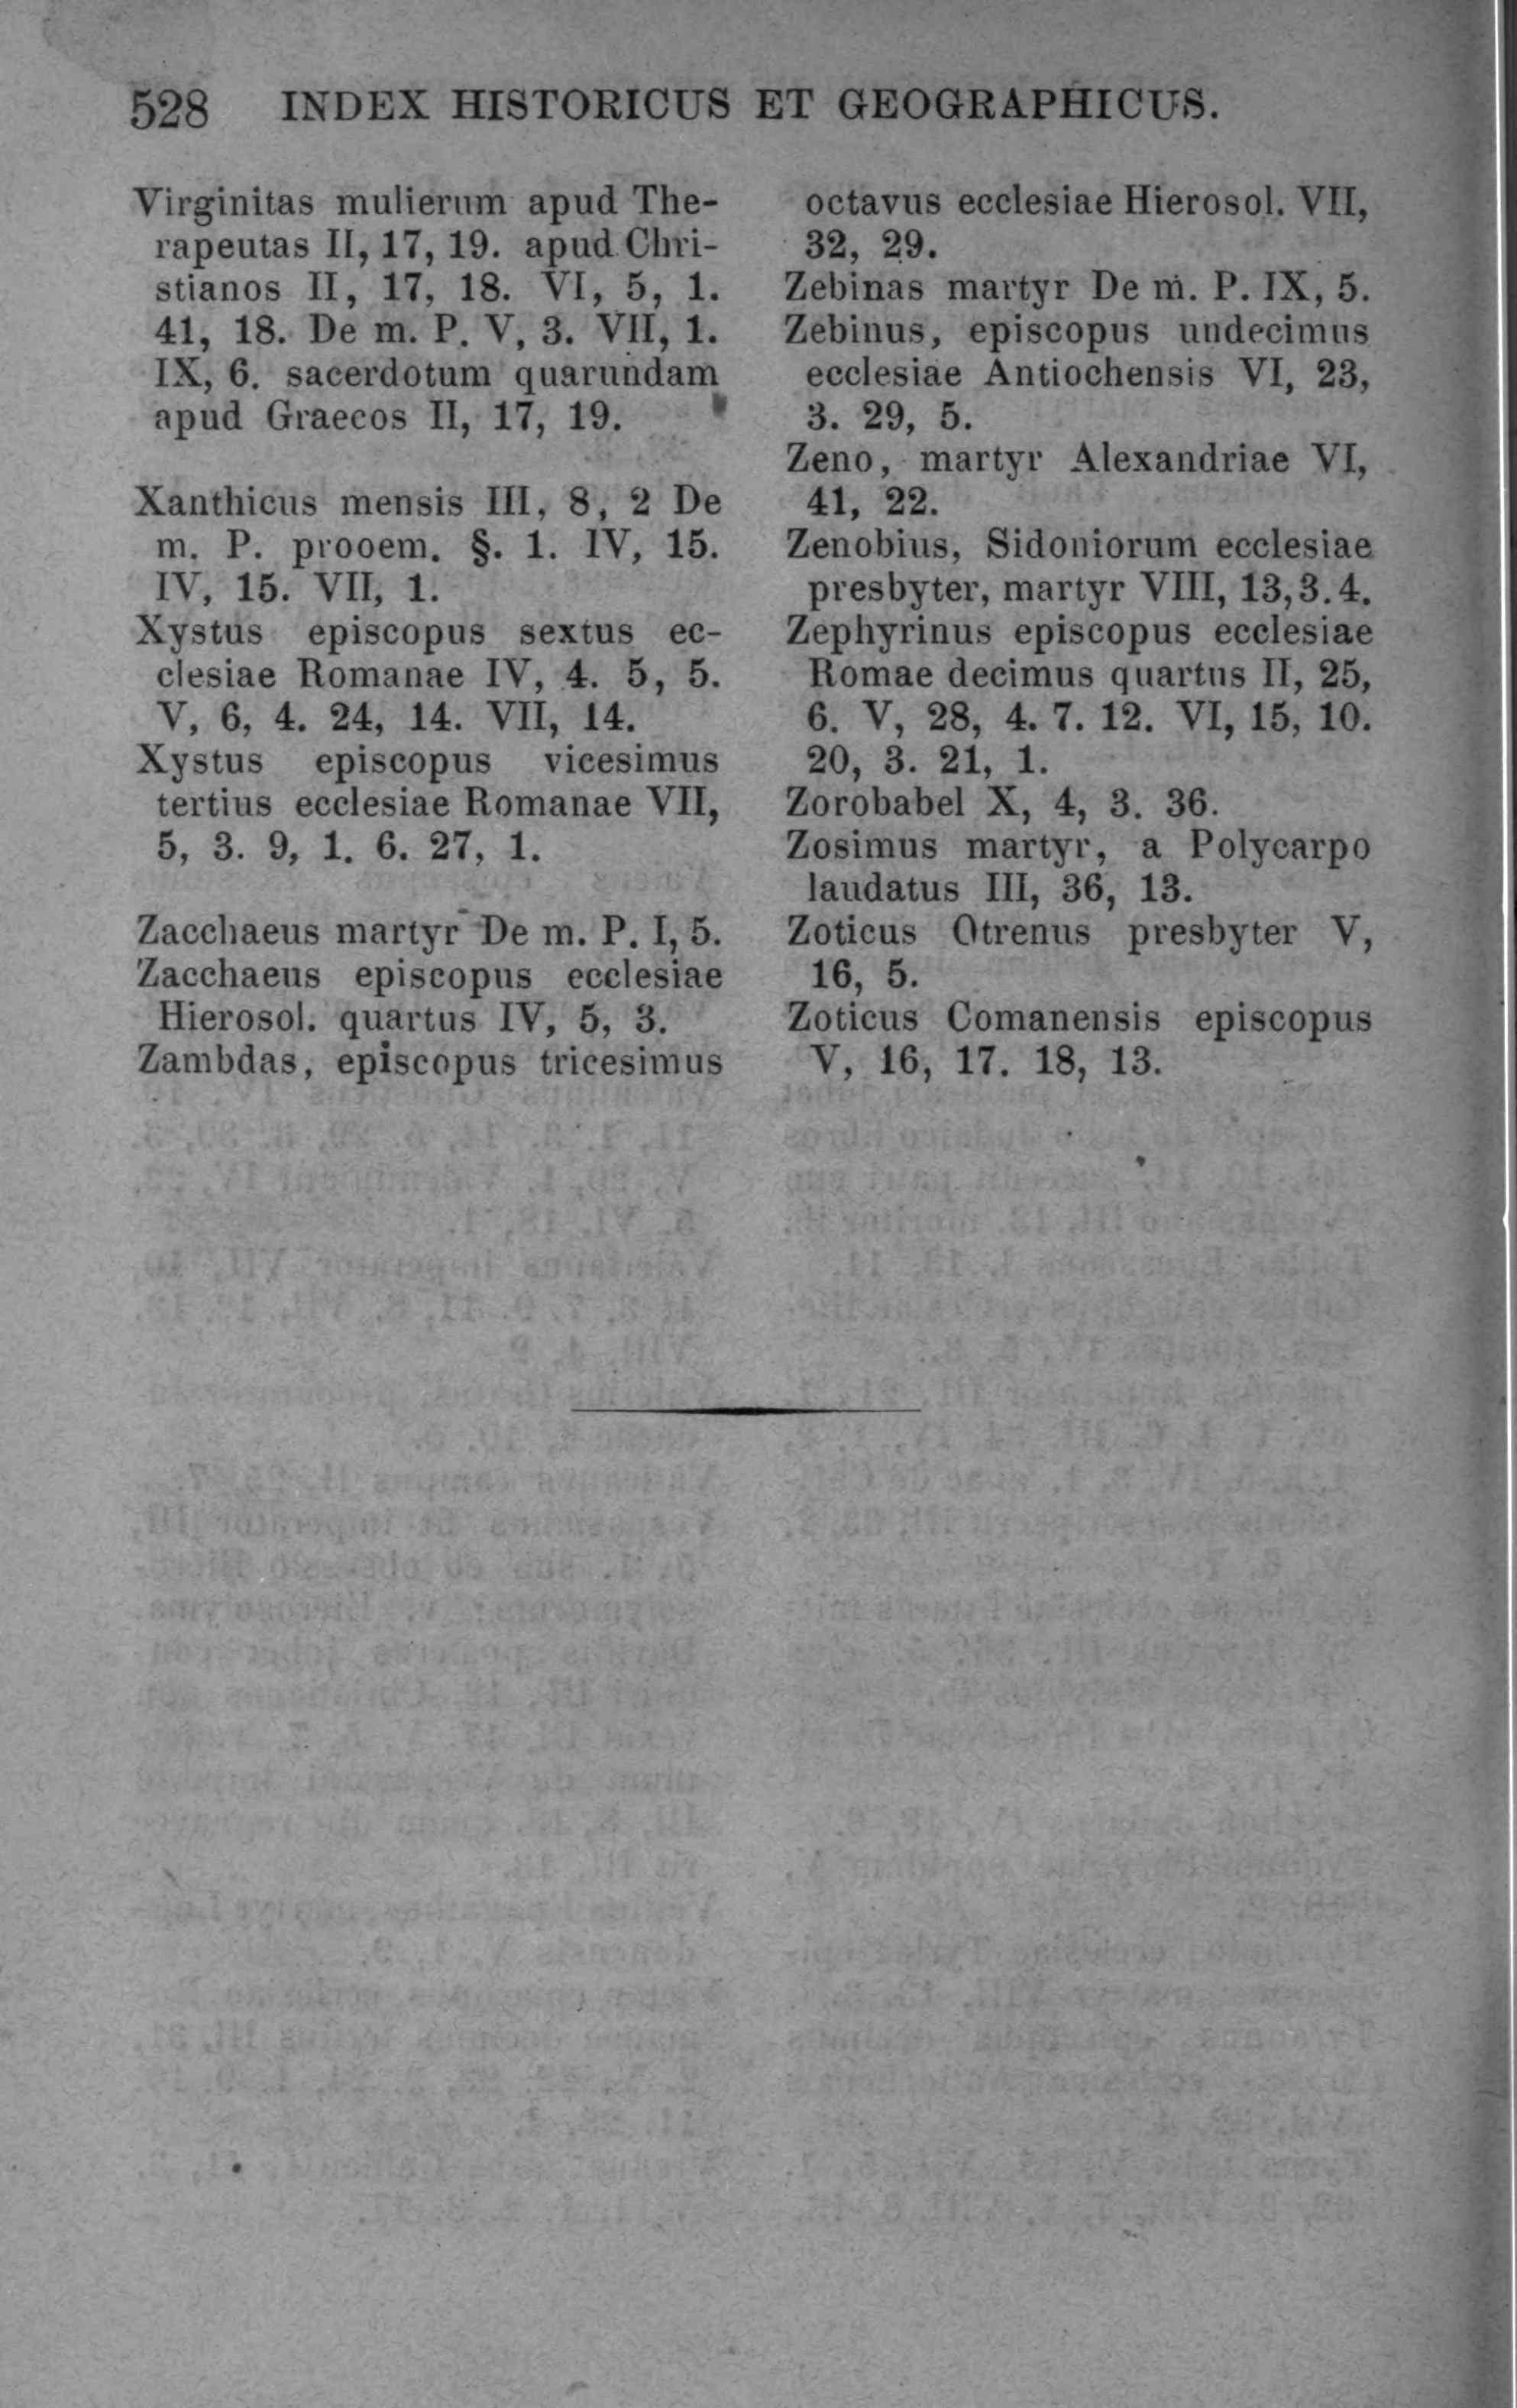 528 INDEX HISTORICUS ET GEOGRAPHICUS.
Virginitas mulierum apud The-
rapeutas II, 17, 19. apud Chri-
stianos II, 17, 18. VI, 5, 1.
41, 18. De m. P. V, 3. VII, 1.
IX, 6. sacerdotum quarundam
apud Graecos II, 17, 19.
Xanthicus mensis III, 8, 2 De
m. P. prooem. §. 1. IV, 15.
IV, 15. VII, 1.
Xystus episcopus sextus ec-
clesiae Romanae IV, 4. 5, 5.
V, 6, 4. 24, 14. VII, 14.
Xystus episcopus vicesimus
tertius ecclesiae Romanae VII,
5, 3. 9, 1. 6. 27, 1.
Zacchaeus martyr De m. P. I, 5.
Zacchaeus episcopus ecclesiae
Hierosol. quartus IV, 5, 3.
Zambdas, episcopus tricesimus
octavus ecclesiae Hierosol. VII,
32, 29.
Zebinas martyr De m. P. IX, 5.
Zebinus, episcopus undecimus
ecclesiae Antiochensis VI, 23,
3. 29, 5.
Zeno, martyr Alexandriae VI,
41, 22.
Zenobius, Sidoniorum ecclesiae
presbyter, martyr VIII, 13,3.4.
Zephyrinus episcopus ecclesiae
Romae decimus quartus II, 25,
6. V, 28, 4. 7. 12. VI, 15, 10.
20, 3. 21, 1.
Zorobabel X, 4, 3. 36.
Zosimus martyr, a Polycarpo
laudatus III, 36, 13.
Zoticus Otrenus presbyter V,
16, 5.
Zoticus Comanensis episcopus
V, 16, 17. 18, 13.